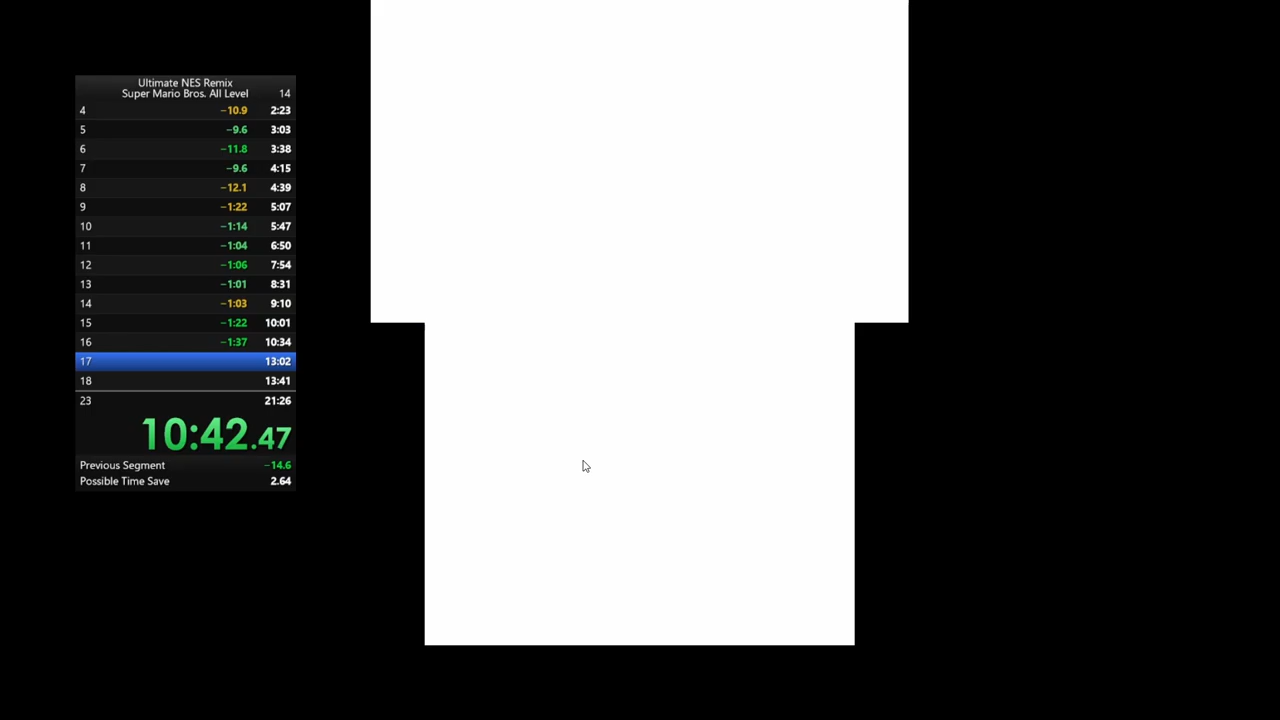 Ultimate NES Remix
Super Mario Bros. All Level 14
4 −10.9 2:23
5 −9.6 3:03
6 −11.8 3:38
7 −9.6 4:15
8 −12.1 4:39
9 −1:22 5:07
10 −1:14 5:47
11 −1:04 6:50
12 −1:06 7:54
13 −1:01 8:31
14 −1:03 9:10
15 −1:22 10:01
16 −1:37 10:34
17 13:02
18 13:41
23 21:26
10:42.47
Previous Segment −14.6
Possible Time Save 2.64